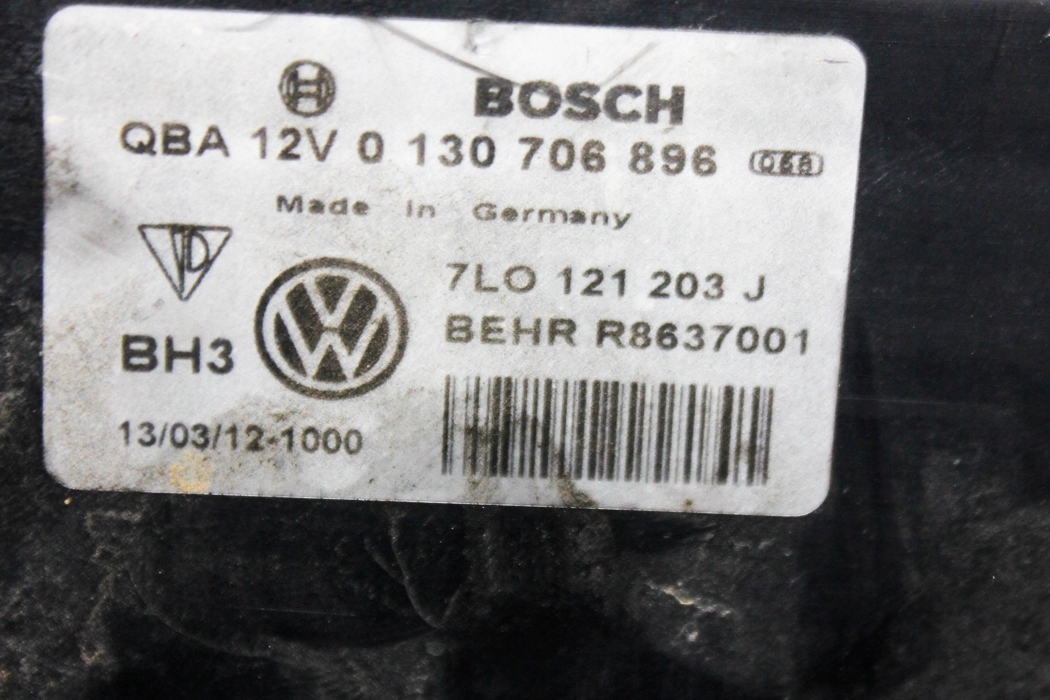 BOSCH
QBA 12V 0 130 706 896
Made in Germany
7L0 121 203 J
BEHR R8637001
BH3
13/03/12-1000